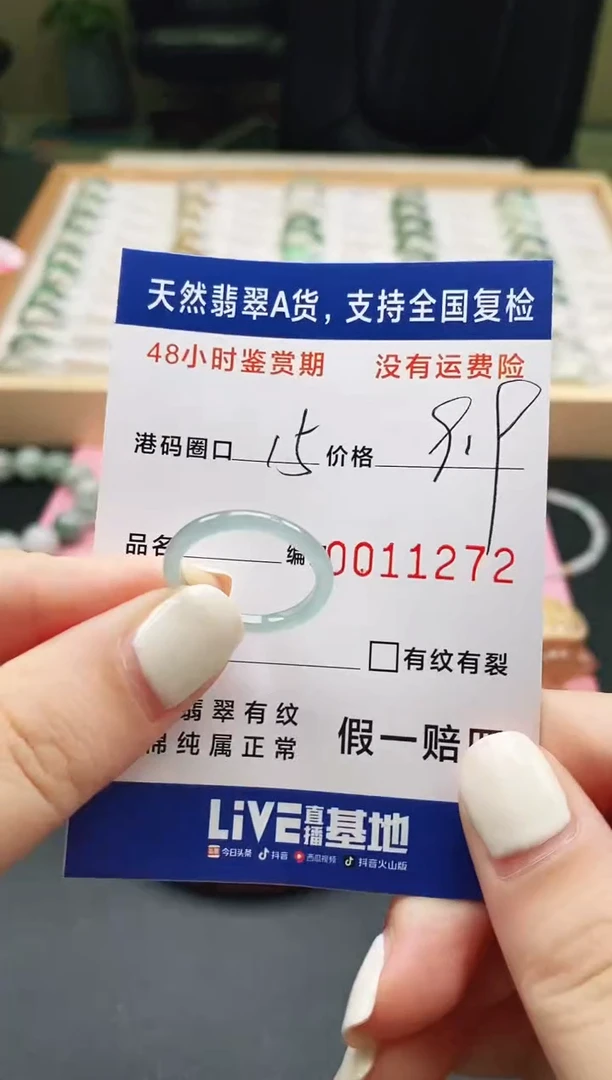 天然翡翠A货，支持全国复检
48小时鉴赏期 没有运费险
港码圈口 15 价格
品名 编 0011272
□有纹有裂
翡翠有纹
棉纯属正常 假一赔四
LiVE直播基地
今日头条 抖音 西瓜视频 抖音火山版